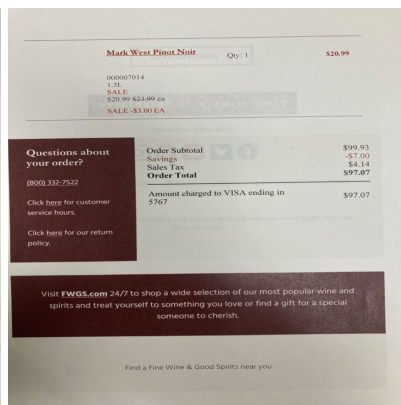 Mark West Pinot Noir Qty: 1 $20.99
000007014
1.5L
SALE
$20.99 $23.99 ea
SALE -$3.00 EA
Questions about
your order?
(800) 332-7522
Click here for customer
service hours.
Click here for our return
policy.
Order Subtotal $99.93
Savings -$7.00
Sales Tax $4.14
Order Total $97.07
Amount charged to VISA ending in $97.07
5767
Visit FWGS.com 24/7 to shop a wide selection of our most popular wine and
spirits and treat yourself to something you love or find a gift for a special
someone to cherish.
Find a Fine Wine & Good Spirits near you.